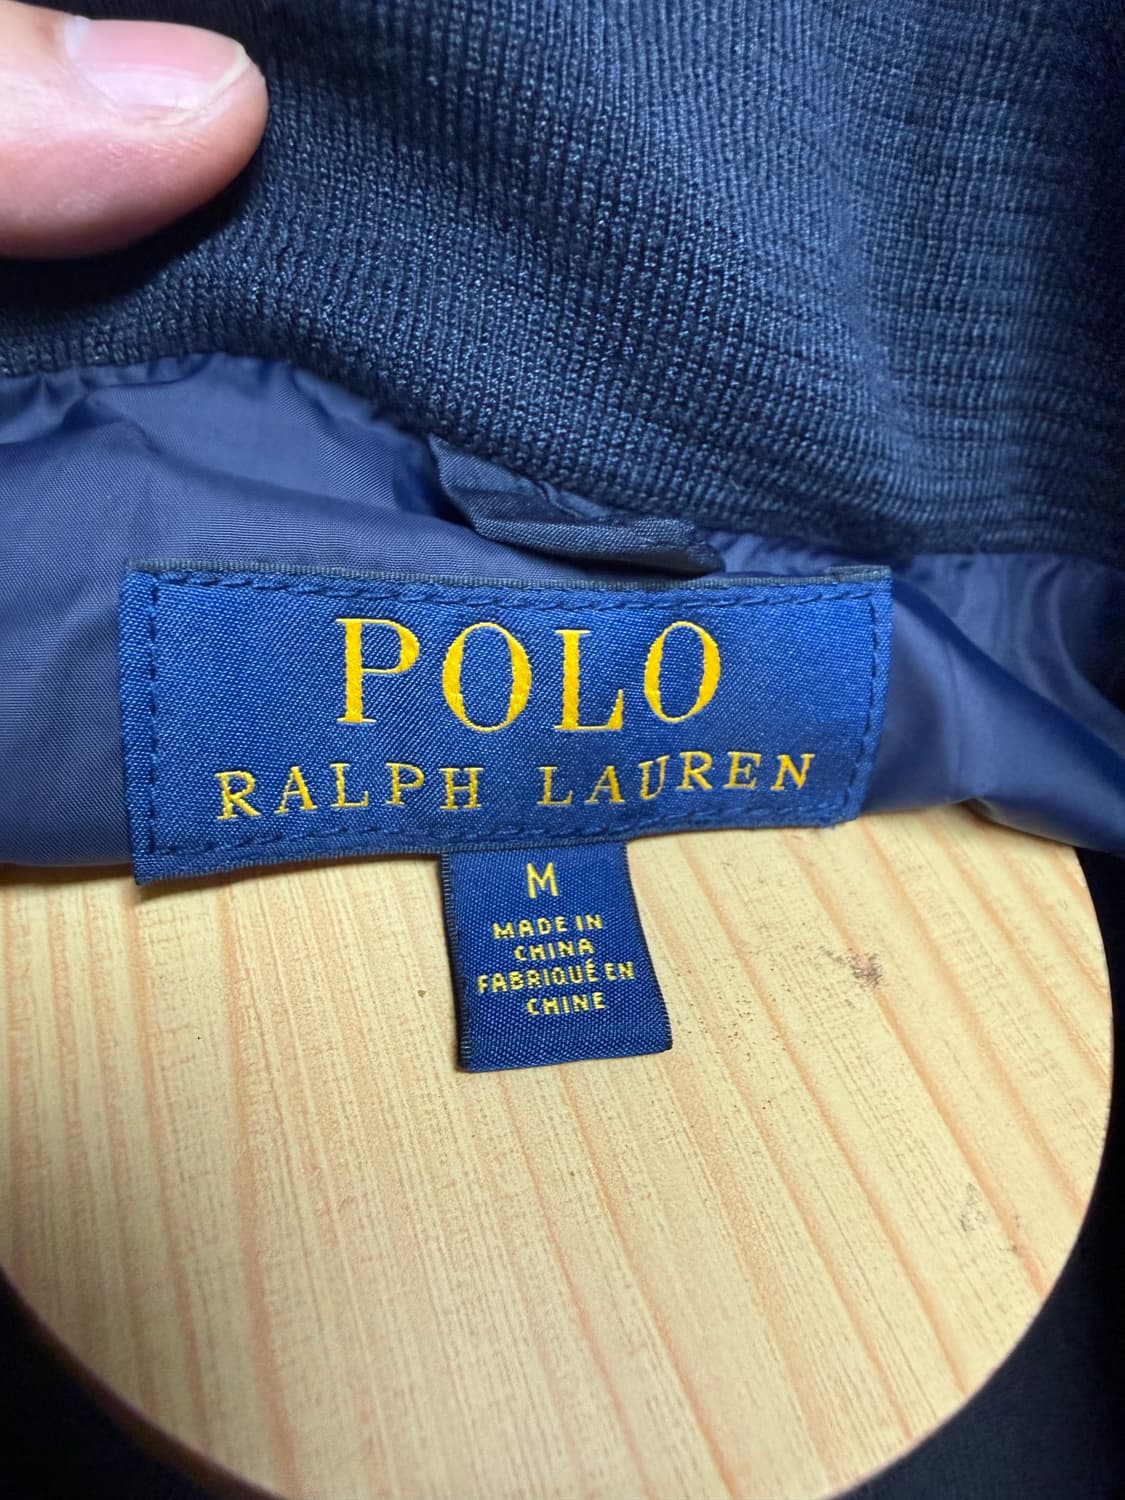 POLO
RALPH LAUREN
M
MADE IN
CHINA
FABRIQUÉ EN
CHINE